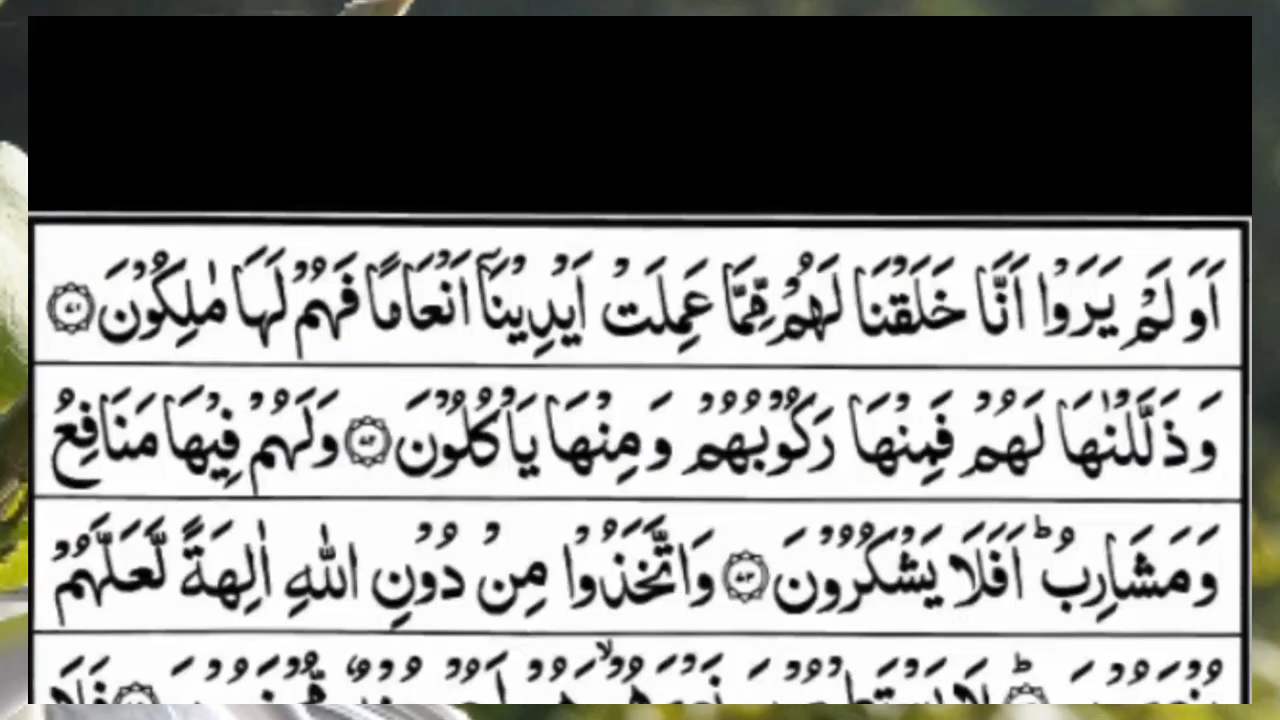 اَوَلَمْ يَرَوْا اَنَّا خَلَقْنَا لَهُمْ مِّمَّا عَمِلَتْ اَيْدِيْنَآ اَنْعَامًا فَهُمْ لَهَا مٰلِكُوْنَ ۷۱
وَذَلَّلْنٰهَا لَهُمْ فَمِنْهَا رَكُوْبُهُمْ وَمِنْهَا يَاْكُلُوْنَ ۷۲ وَلَهُمْ فِيْهَا مَنَافِعُ
وَمَشَارِبُ ؕ اَفَلَا يَشْكُرُوْنَ ۷۳ وَاتَّخَذُوْا مِنْ دُوْنِ اللّٰهِ اٰلِهَةً لَّعَلَّهُمْ